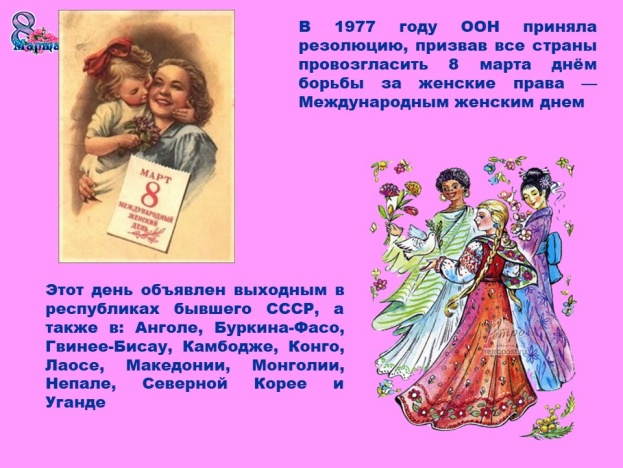 8
Марта
В 1977 году ООН приняла
резолюцию, призвав все страны
провозгласить 8 марта днём
борьбы за женские права —
Международным женским днем
МАРТ
8
МЕЖДУНАРОДНЫЙ
ЖЕНСКИЙ
ДЕНЬ
Этот день объявлен выходным в
республиках бывшего СССР, а
также в: Анголе, Буркина-Фасо,
Гвинее-Бисау, Камбодже, Конго,
Лаосе, Македонии, Монголии,
Непале, Северной Корее и
Уганде